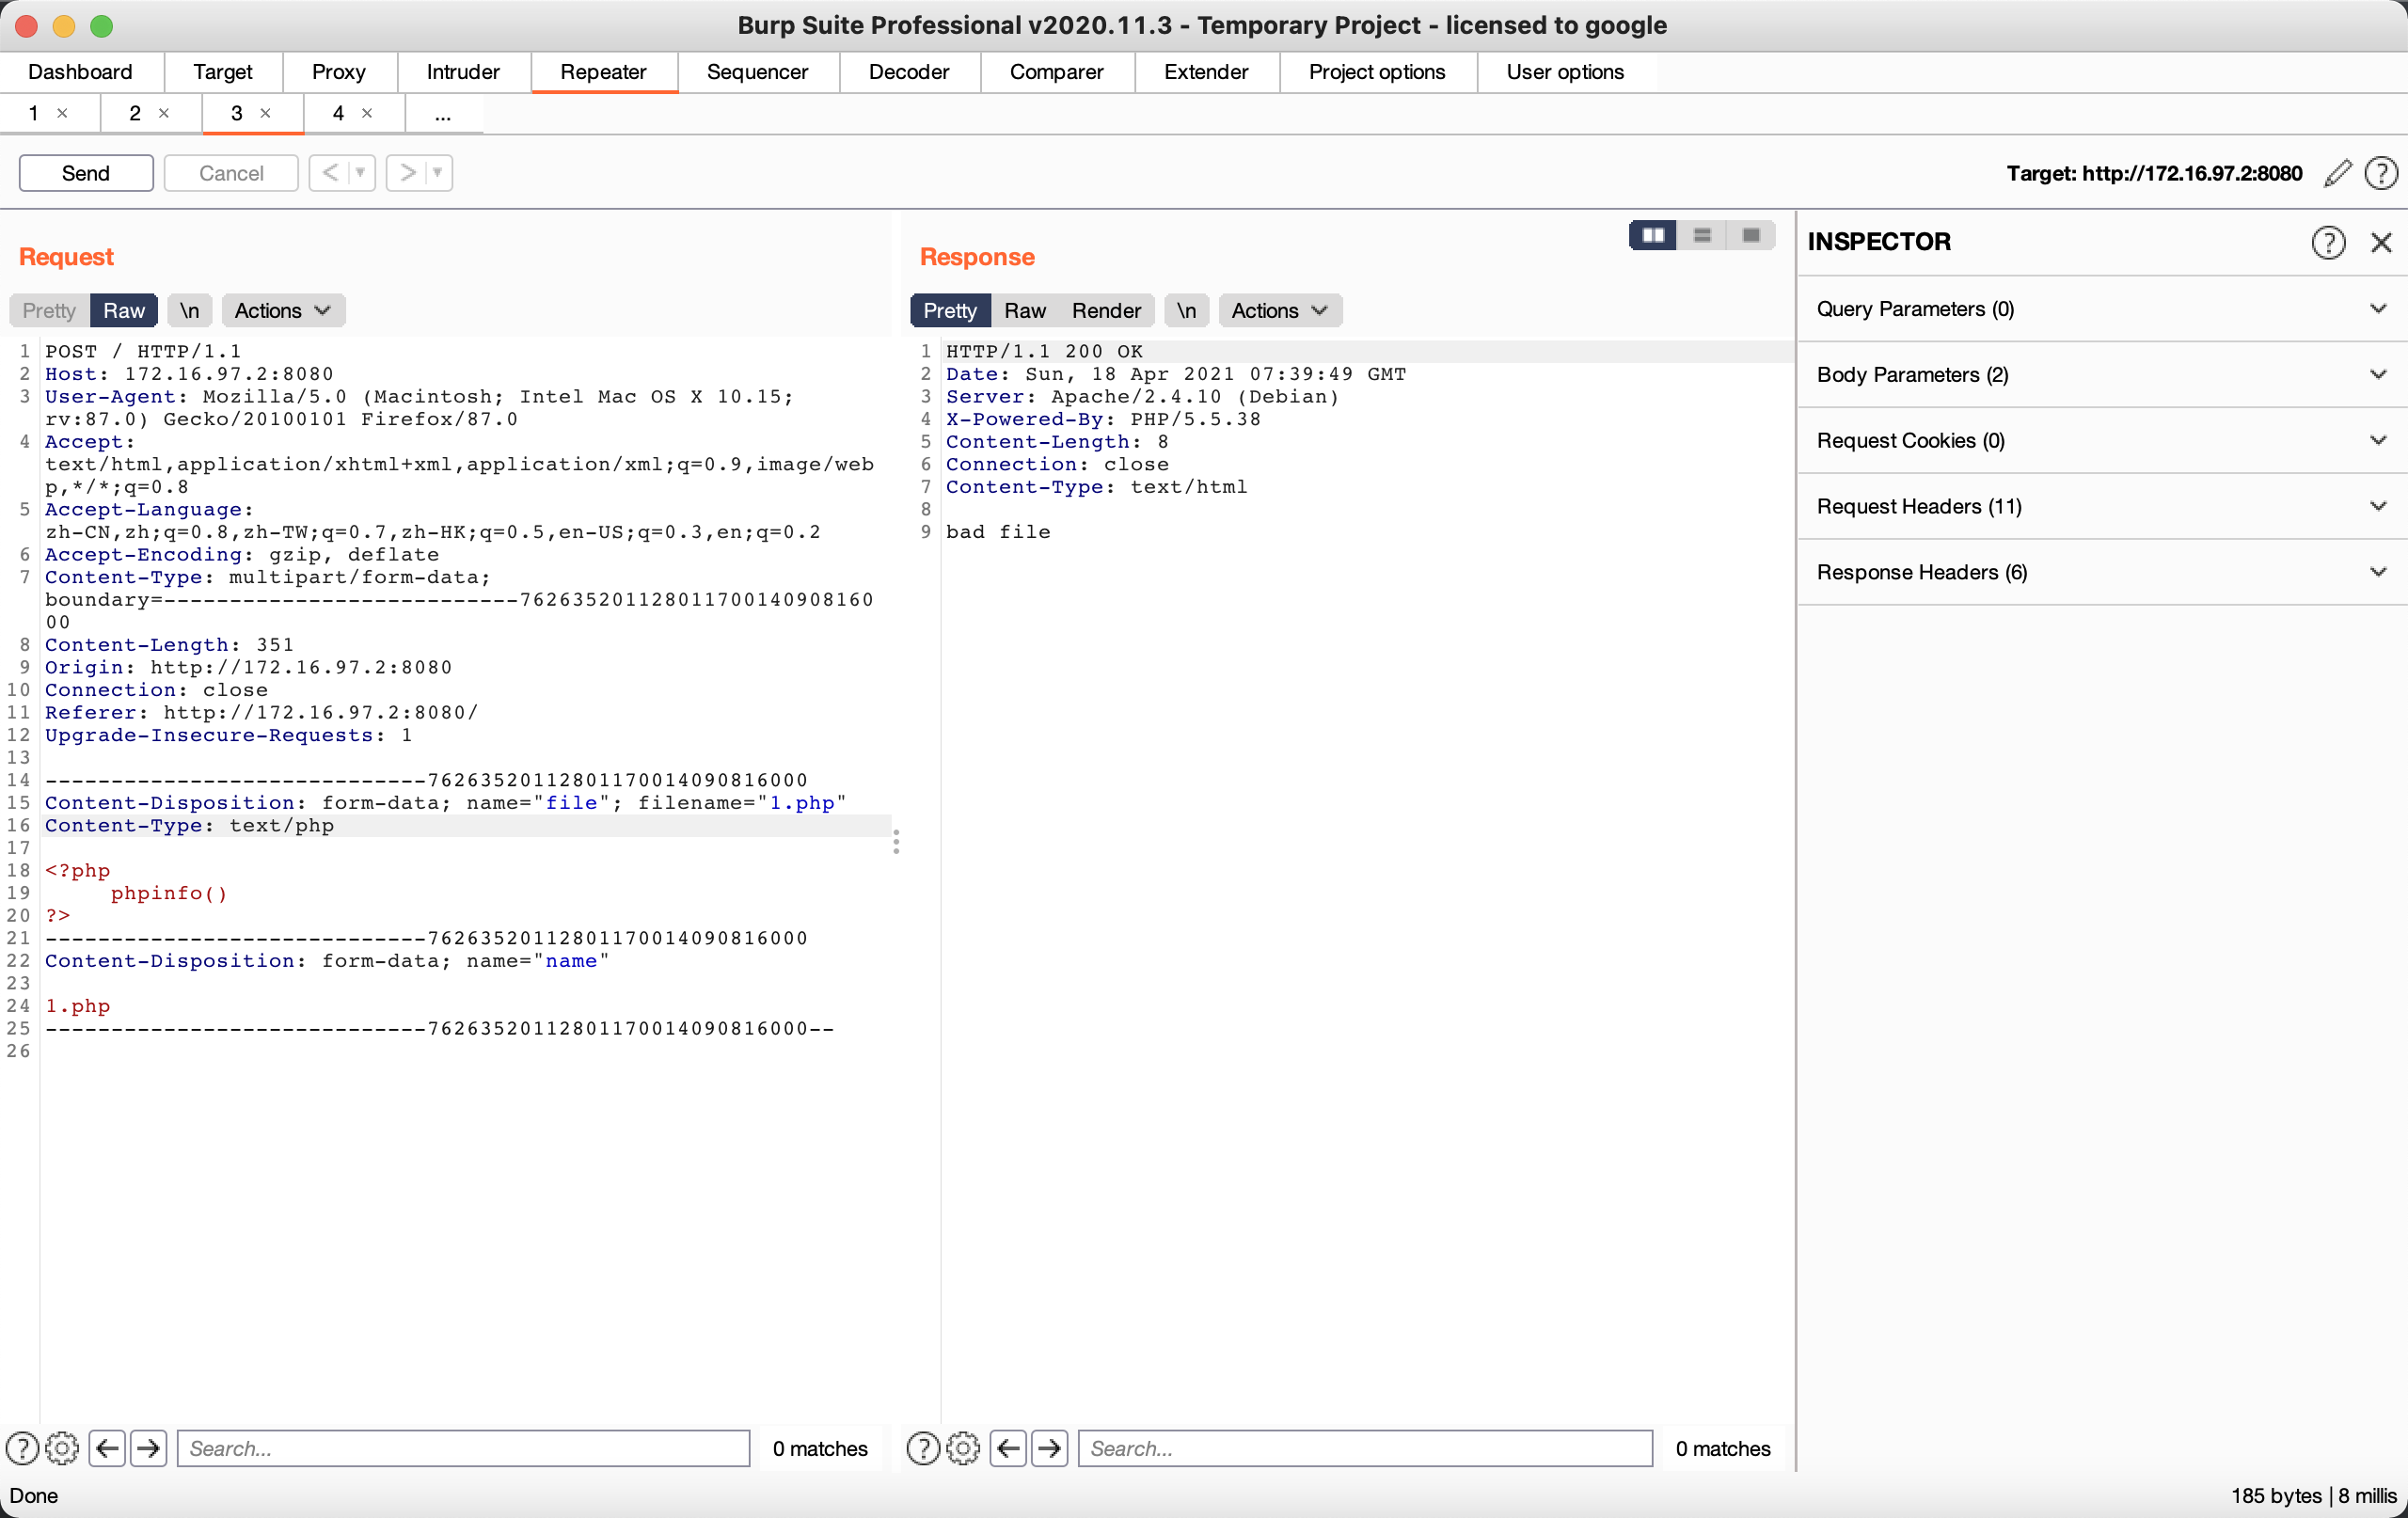 Burp Suite Professional v2020.11.3 - Temporary Project - licensed to google
Dashboard Target Proxy Intruder Repeater Sequencer Decoder Comparer Extender Project options User options
1 × 2 × 3 × 4 × ...
Send Cancel < > Target: http://172.16.97.2:8080 ?
Request
Pretty Raw \n Actions
1 POST / HTTP/1.1
2 Host: 172.16.97.2:8080
3 User-Agent: Mozilla/5.0 (Macintosh; Intel Mac OS X 10.15;
rv:87.0) Gecko/20100101 Firefox/87.0
4 Accept:
text/html,application/xhtml+xml,application/xml;q=0.9,image/web
p,*/*;q=0.8
5 Accept-Language:
zh-CN,zh;q=0.8,zh-TW;q=0.7,zh-HK;q=0.5,en-US;q=0.3,en;q=0.2
6 Accept-Encoding: gzip, deflate
7 Content-Type: multipart/form-data;
boundary=---------------------------762635201128011700140908160
00
8 Content-Length: 351
9 Origin: http://172.16.97.2:8080
10 Connection: close
11 Referer: http://172.16.97.2:8080/
12 Upgrade-Insecure-Requests: 1
13
14 -----------------------------76263520112801170014090816000
15 Content-Disposition: form-data; name="file"; filename="1.php"
16 Content-Type: text/php
17
18 <?php
19 phpinfo()
20 ?>
21 -----------------------------76263520112801170014090816000
22 Content-Disposition: form-data; name="name"
23
24 1.php
25 -----------------------------76263520112801170014090816000--
26
? Search... 0 matches
Response
Pretty Raw Render \n Actions
1 HTTP/1.1 200 OK
2 Date: Sun, 18 Apr 2021 07:39:49 GMT
3 Server: Apache/2.4.10 (Debian)
4 X-Powered-By: PHP/5.5.38
5 Content-Length: 8
6 Connection: close
7 Content-Type: text/html
8
9 bad file
? Search... 0 matches
INSPECTOR ?
Query Parameters (0)
Body Parameters (2)
Request Cookies (0)
Request Headers (11)
Response Headers (6)
Done 185 bytes | 8 millis